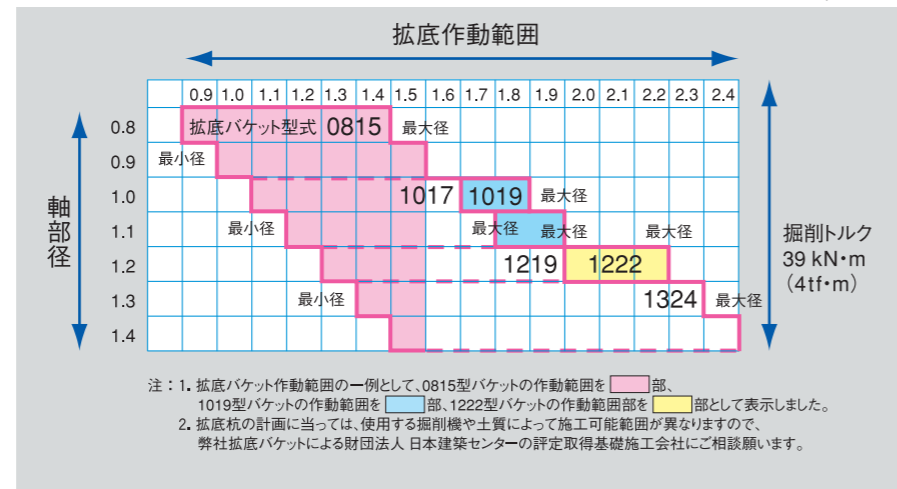 拡底作動範囲
0.9 1.0 1.1 1.2 1.3 1.4 1.5 1.6 1.7 1.8 1.9 2.0 2.1 2.2 2.3 2.4
0.8 拡底バケット型式 0815 最大径
0.9 最小径
1.0 1017 1019 最大径
1.1 最小径 最大径 最大径 最大径
1.2 1219 1222
1.3 最小径 1324 最大径
1.4
軸部径
掘削トルク
39 kN・m
(4tf・m)
注：1. 拡底バケット作動範囲の一例として、0815型バケットの作動範囲を 部、
1019型バケットの作動範囲を 部、1222型バケットの作動範囲部を 部として表示しました。
2. 拡底杭の計画に当っては、使用する掘削機や土質によって施工可能範囲が異なりますので、
弊社拡底バケットによる財団法人 日本建築センターの評定取得基礎施工会社にご相談願います。